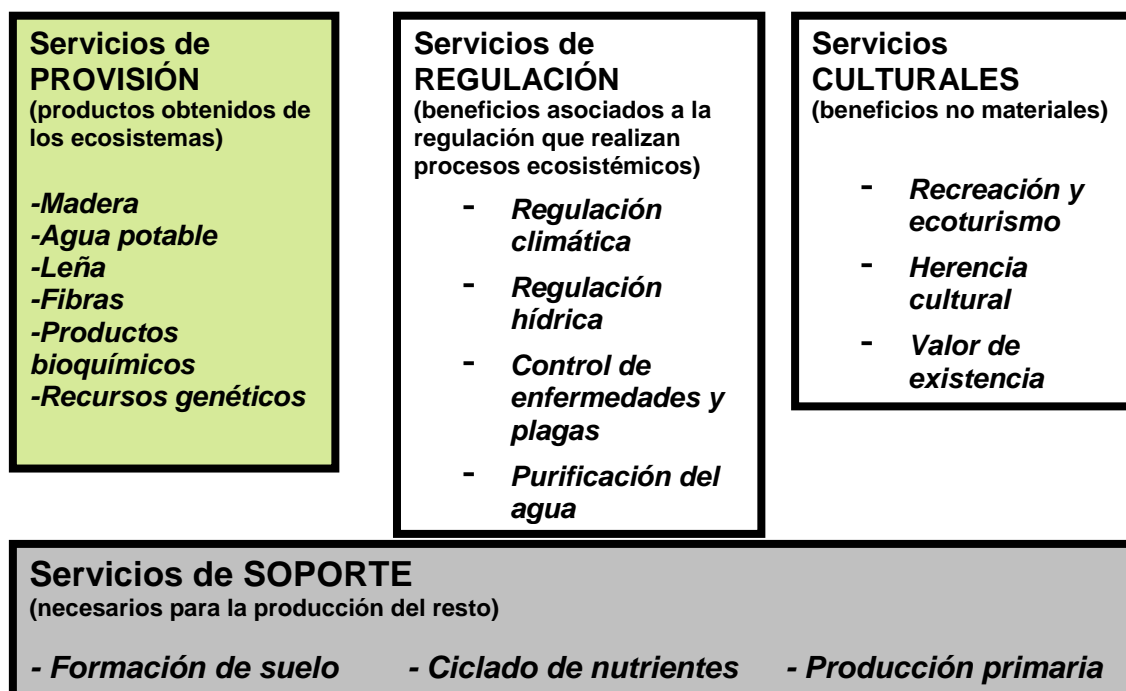 Servicios de
PROVISIÓN
(productos obtenidos de
los ecosistemas)
-Madera
-Agua potable
-Leña
-Fibras
-Productos
bioquímicos
-Recursos genéticos
Servicios de
REGULACIÓN
(beneficios asociados a la
regulación que realizan
procesos ecosistémicos)
- Regulación
climática
- Regulación
hídrica
- Control de
enfermedades y
plagas
- Purificación del
agua
Servicios
CULTURALES
(beneficios no materiales)
- Recreación y
ecoturismo
- Herencia
cultural
- Valor de
existencia
Servicios de SOPORTE
(necesarios para la producción del resto)
- Formación de suelo - Ciclado de nutrientes - Producción primaria